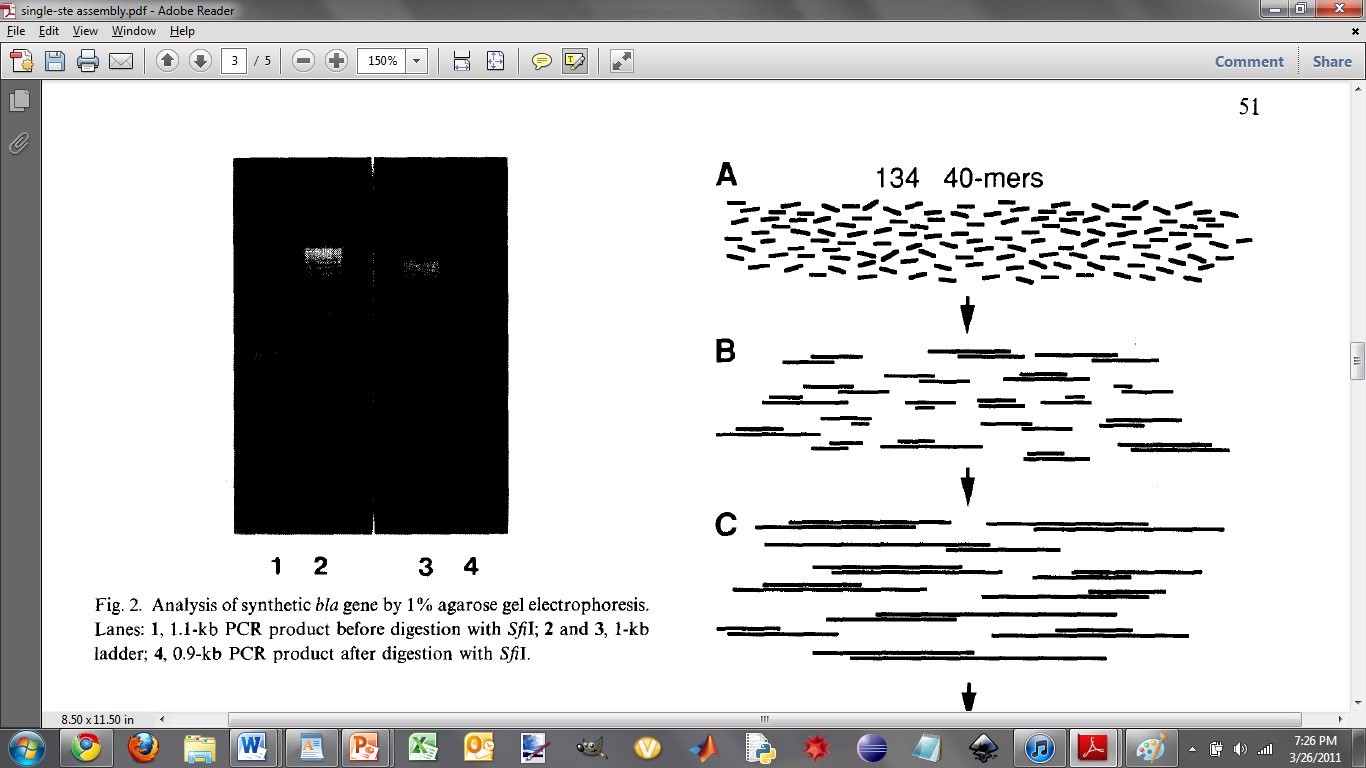 single-ste assembly.pdf - Adobe Reader
File Edit View Window Help
3 / 5 150% Comment Share
51
A 134 40-mers
B
C
1 2 3 4
Fig. 2. Analysis of synthetic bla gene by 1% agarose gel electrophoresis.
Lanes: 1, 1.1-kb PCR product before digestion with SfiI; 2 and 3, 1-kb
ladder; 4, 0.9-kb PCR product after digestion with SfiI.
8.50 x 11.50 in
7:26 PM
3/26/2011